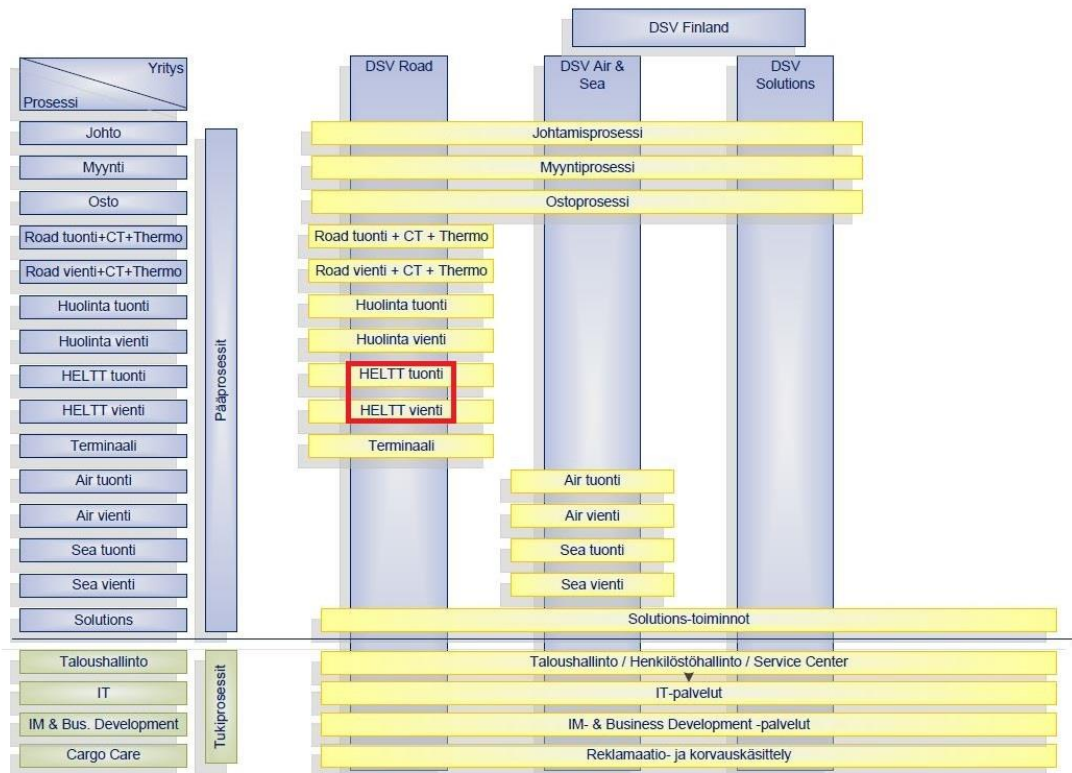 DSV Finland
Yritys
Prosessi
DSV Road
DSV Air &
Sea
DSV
Solutions
Johto
Johtamisprosessi
Myynti
Myyntiprosessi
Osto
Ostoprosessi
Road tuonti+CT+Thermo
Road tuonti + CT + Thermo
Road vienti+CT+Thermo
Road vienti + CT + Thermo
Huolinta tuonti
Huolinta tuonti
Huolinta vienti
Huolinta vienti
HELTT tuonti
HELTT tuonti
HELTT vienti
HELTT vienti
Terminaali
Terminaali
Air tuonti
Air tuonti
Air vienti
Air vienti
Sea tuonti
Sea tuonti
Sea vienti
Sea vienti
Solutions
Solutions-toiminnot
Pääprosessit
Taloushallinto
Taloushallinto / Henkilöstöhallinto / Service Center
IT
IT-palvelut
IM & Bus. Development
IM- & Business Development -palvelut
Cargo Care
Reklamaatio- ja korvauskäsittely
Tukiprosessit